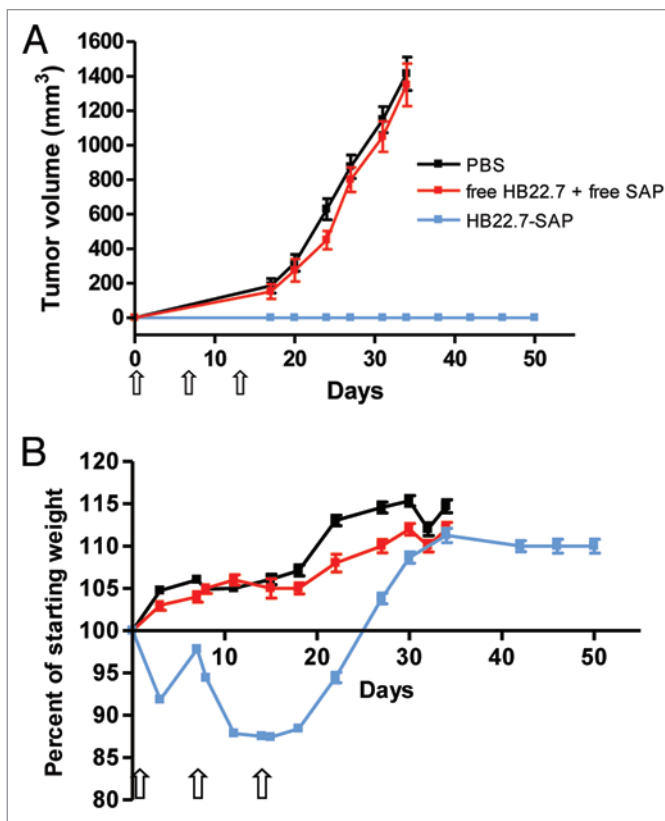 A
Tumor volume (mm³)
1600
1400
1200
1000
800
600
400
200
0
PBS
free HB22.7 + free SAP
HB22.7-SAP
0 10 20 30 40 50
Days
B
Percent of starting weight
120
115
110
105
100
95
90
85
80
10 20 30 40 50
Days